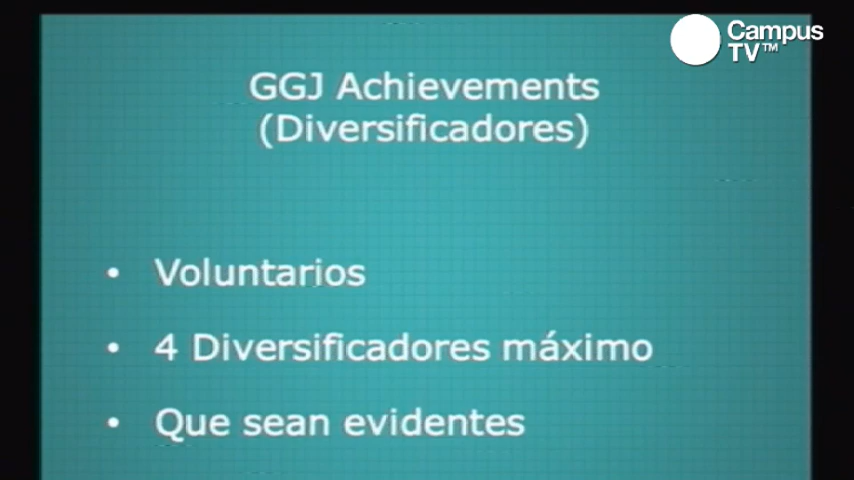 Campus
TV™
GGJ Achievements
(Diversificadores)
• Voluntarios
• 4 Diversificadores máximo
• Que sean evidentes